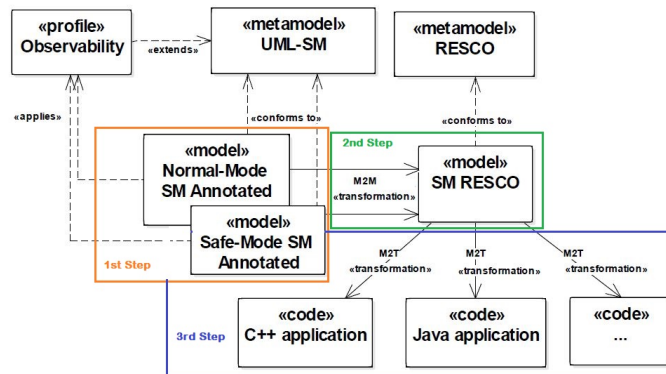 «profile»
Observability
«extends»
«metamodel»
UML-SM
«metamodel»
RESCO
«applies»
«conforms to»
«conforms to»
2nd Step
«model»
Normal-Mode
SM Annotated
M2M
«transformation»
«model»
SM RESCO
«model»
Safe-Mode SM
Annotated
«transformation»
1st Step
M2T
«transformation»
M2T
«transformation»
M2T
«transformation»
3rd Step
«code»
C++ application
«code»
Java application
«code»
...